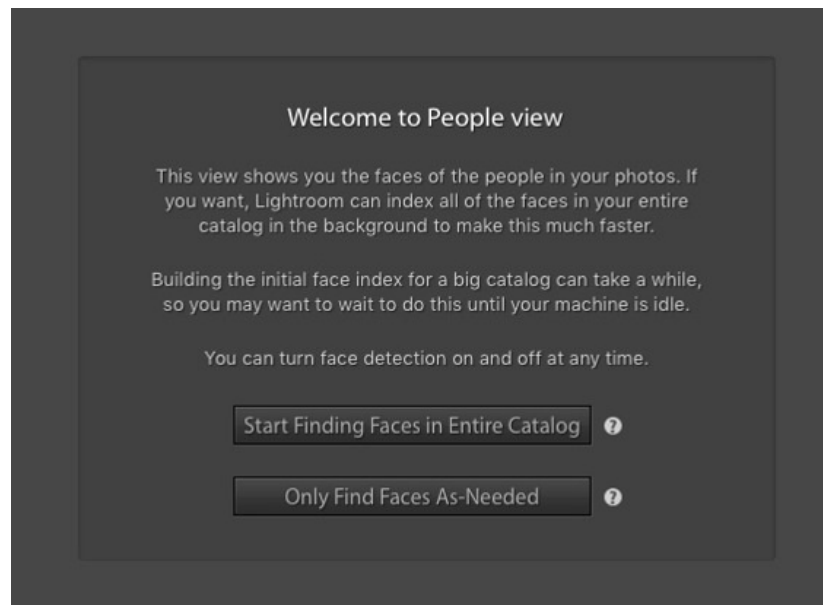 Welcome to People view
This view shows you the faces of the people in your photos. If
you want, Lightroom can index all of the faces in your entire
catalog in the background to make this much faster.
Building the initial face index for a big catalog can take a while,
so you may want to wait to do this until your machine is idle.
You can turn face detection on and off at any time.
Start Finding Faces in Entire Catalog ?
Only Find Faces As-Needed ?